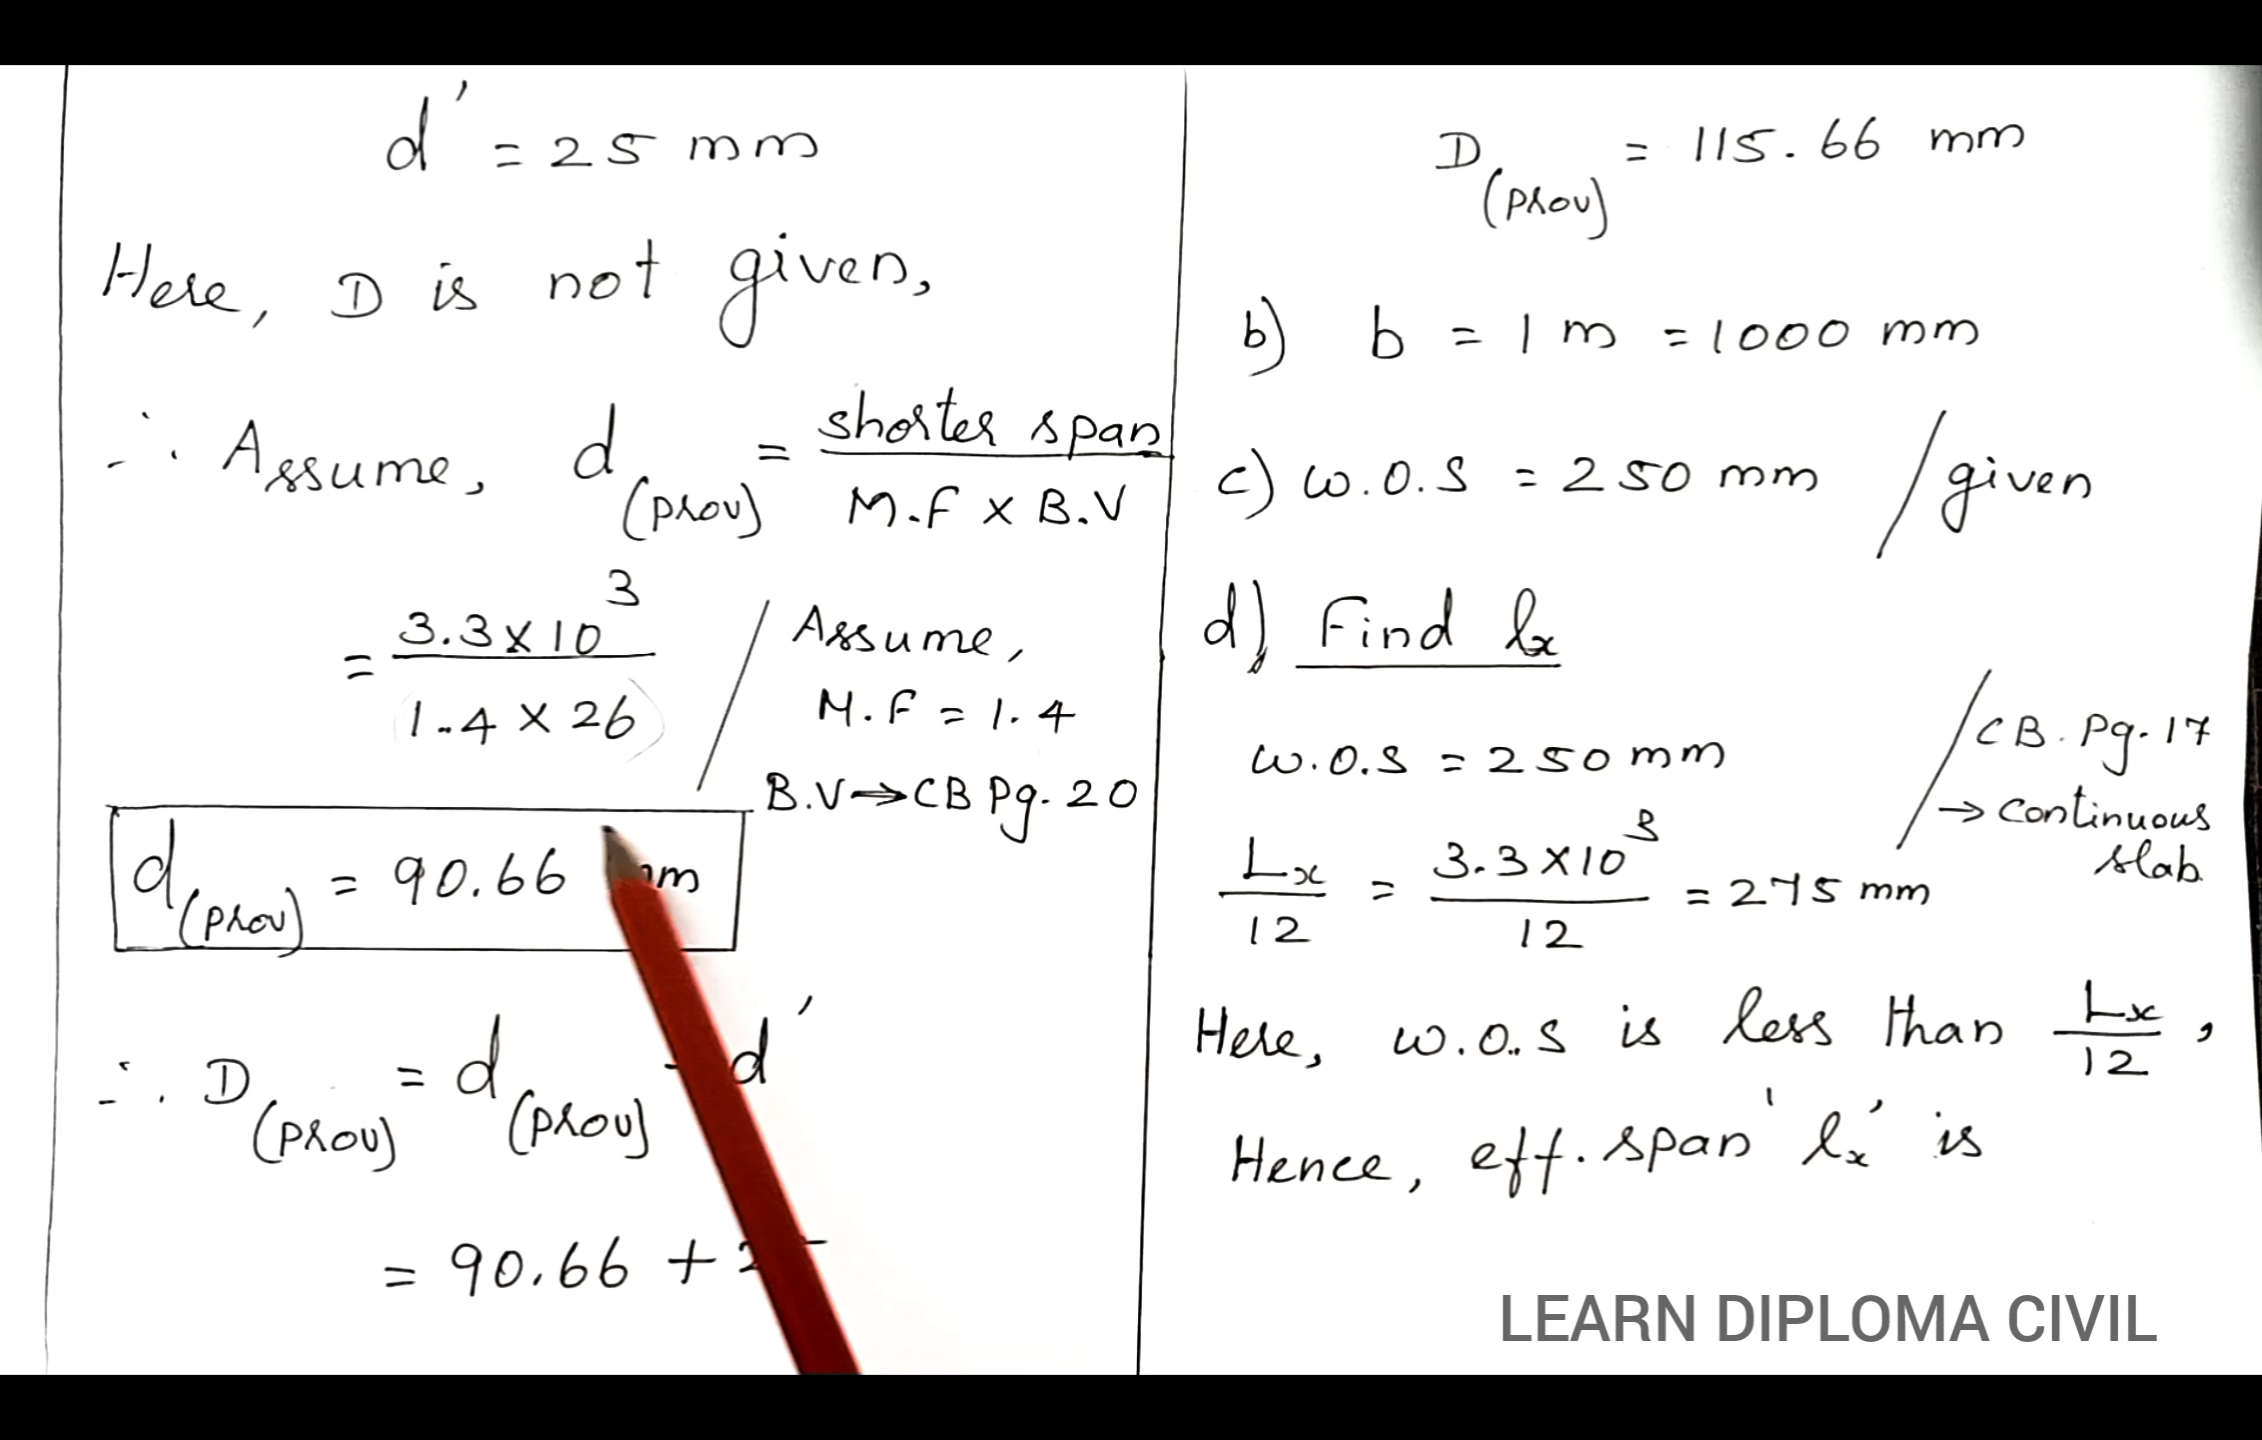 d' = 25 mm
Here, D is not given,
∴ Assume, d(prov) = shorter span / M.F x B.V
= 3.3 x 10³ / 1.4 x 26
/ Assume,
M.F = 1.4
B.V → CB Pg. 20
d(prov) = 90.66 mm
∴ D(prov) = d(prov) + d'
= 90.66 +
D(prov) = 115.66 mm
b) b = 1 m = 1000 mm
c) w.o.s = 250 mm / given
d) Find lx
w.o.s = 250 mm
/ CB. Pg. 17
→ Continuous
slab
Lx / 12 = 3.3 x 10³ / 12 = 275 mm
Here, w.o.s is less than Lx / 12,
Hence, eff. span 'lx' is
LEARN DIPLOMA CIVIL